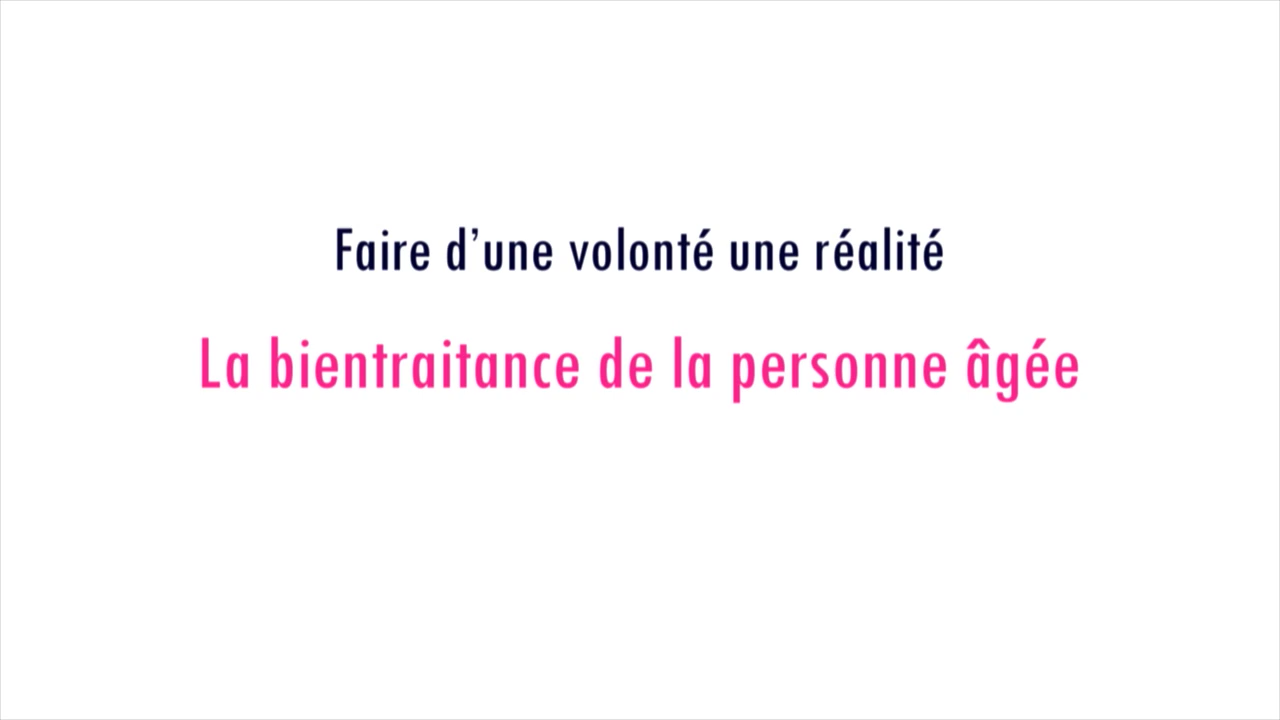 Faire d’une volonté une réalité
La bientraitance de la personne âgée